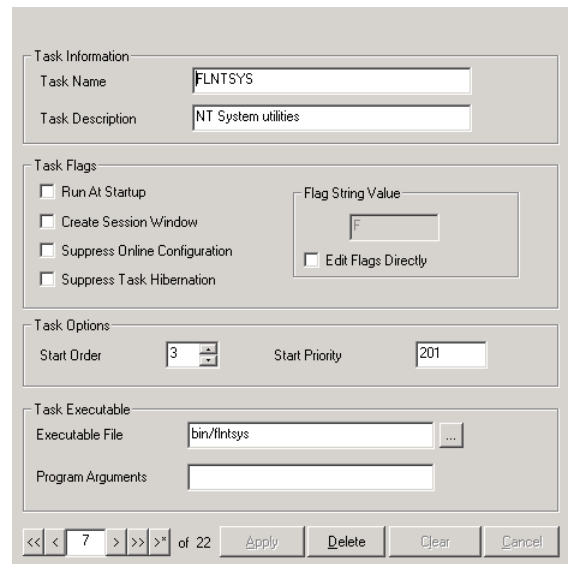 Task Information
Task Name FLNTSYS
Task Description NT System utilities
Task Flags
Run At Startup
Create Session Window
Suppress Online Configuration
Suppress Task Hibernation
Flag String Value
F
Edit Flags Directly
Task Options
Start Order 3 Start Priority 201
Task Executable
Executable File bin/flntsys ...
Program Arguments
<< < 7 > >> >* of 22 Apply Delete Clear Cancel